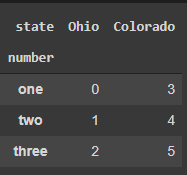 state Ohio Colorado
number
one 0 3
two 1 4
three 2 5